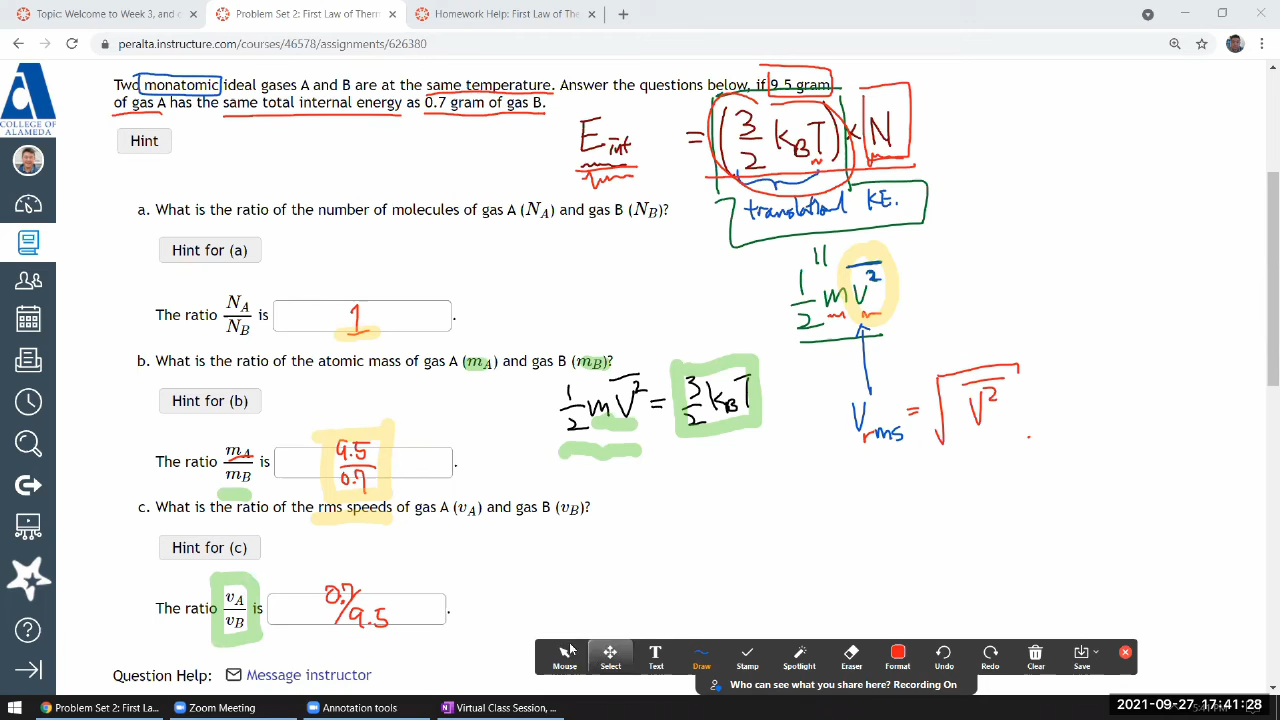 Topic: Welcome to Week 3, and co
Problem Set 2: First Law of Therm
Homework Help: First Law of The
peralta.instructure.com/courses/46578/assignments/626380
COLLEGE OF
ALAMEDA
Two monatomic ideal gases A and B are at the same temperature. Answer the questions below, if 9.5 gram
of gas A has the same total internal energy as 0.7 gram of gas B.
Hint
E_int = (3/2 k_B T) × N
translational KE.
a. What is the ratio of the number of molecules of gas A (N_A) and gas B (N_B)?
Hint for (a)
1/2 m v̅²
The ratio N_A/N_B is 1 .
b. What is the ratio of the atomic mass of gas A (m_A) and gas B (m_B)?
1/2 m v̅² = 3/2 k_B T
Hint for (b)
V_rms = √v̅²
The ratio m_A/m_B is 9.5/0.7 .
c. What is the ratio of the rms speeds of gas A (v_A) and gas B (v_B)?
Hint for (c)
The ratio v_A/v_B is 0.7/9.5 .
Question Help: Message instructor
Mouse Select Text Draw Stamp Spotlight Eraser Format Undo Redo Clear Save
Who can see what you share here? Recording On
Problem Set 2: First La...
Zoom Meeting
Annotation tools
Virtual Class Session, ...
2021-09-27 17:41:28